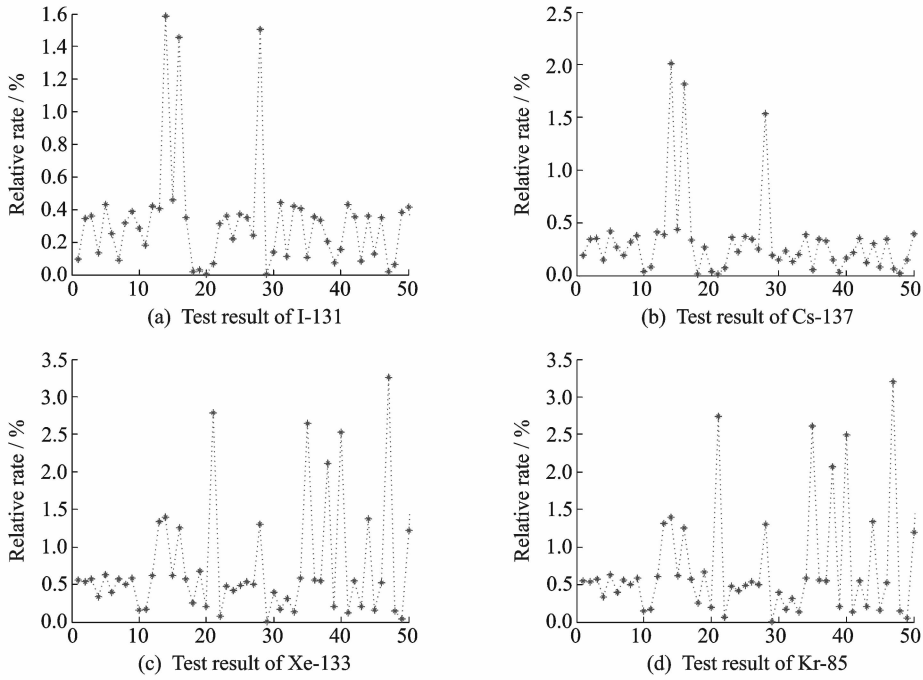 1.6
1.4
1.2
1.0
0.8
0.6
0.4
0.2
0.0
Relative rate / %
0 10 20 30 40 50
(a) Test result of I-131
2.5
2.0
1.5
1.0
0.5
0.0
Relative rate / %
0 10 20 30 40 50
(b) Test result of Cs-137
3.5
3.0
2.5
2.0
1.5
1.0
0.5
0.0
Relative rate / %
0 10 20 30 40 50
(c) Test result of Xe-133
3.5
3.0
2.5
2.0
1.5
1.0
0.5
0.0
Relative rate / %
0 10 20 30 40 50
(d) Test result of Kr-85